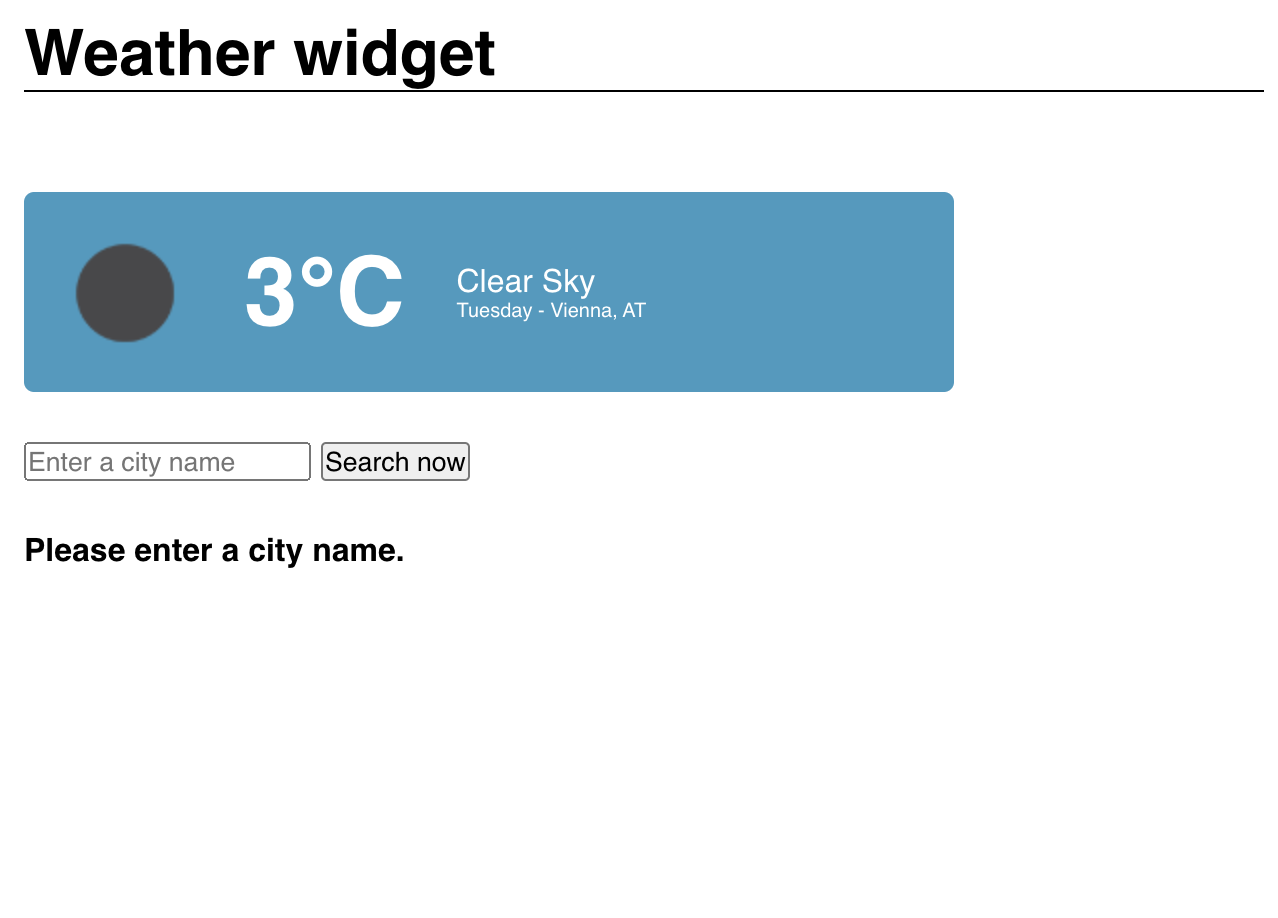 Weather widget
3°C
Clear Sky
Tuesday - Vienna, AT
Enter a city name
Search now
Please enter a city name.